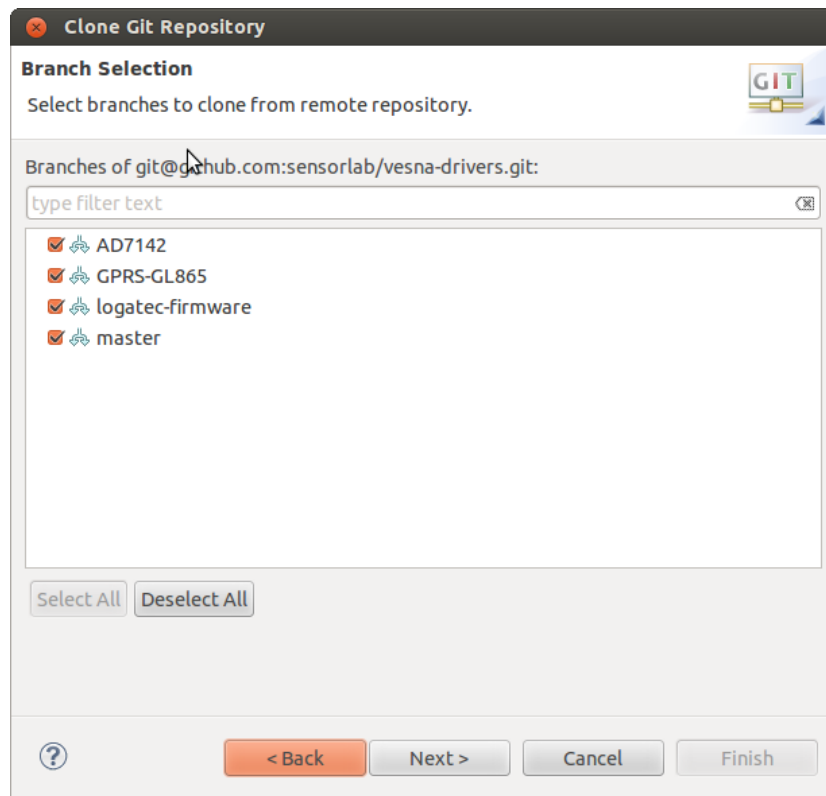 Clone Git Repository
Branch Selection
Select branches to clone from remote repository.
GIT
Branches of git@github.com:sensorlab/vesna-drivers.git:
type filter text
AD7142
GPRS-GL865
logatec-firmware
master
Select All Deselect All
? < Back Next > Cancel Finish